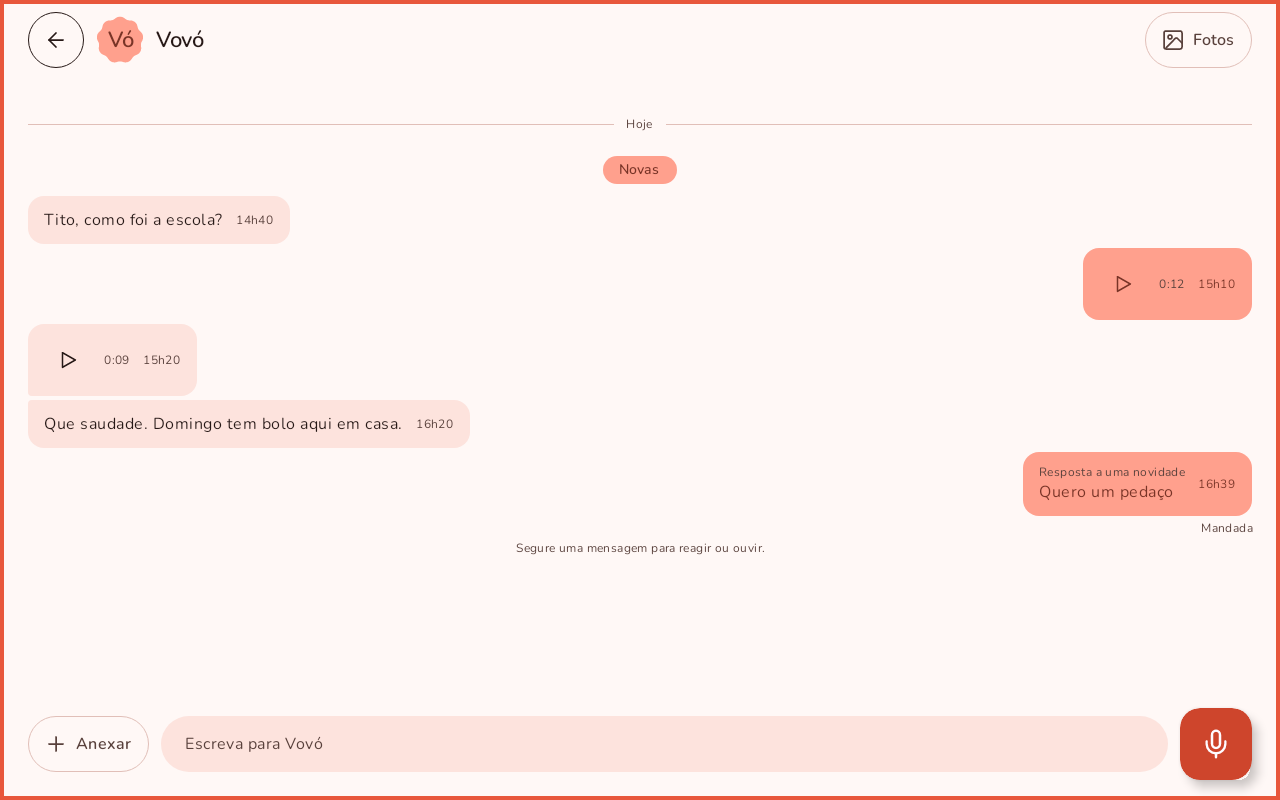 Vó Vovó
Fotos
Hoje
Novas
Tito, como foi a escola? 14h40
0:12 15h10
0:09 15h20
Que saudade. Domingo tem bolo aqui em casa. 16h20
Resposta a uma novidade
Quero um pedaço 16h39
Mandada
Segure uma mensagem para reagir ou ouvir.
Anexar
Escreva para Vovó